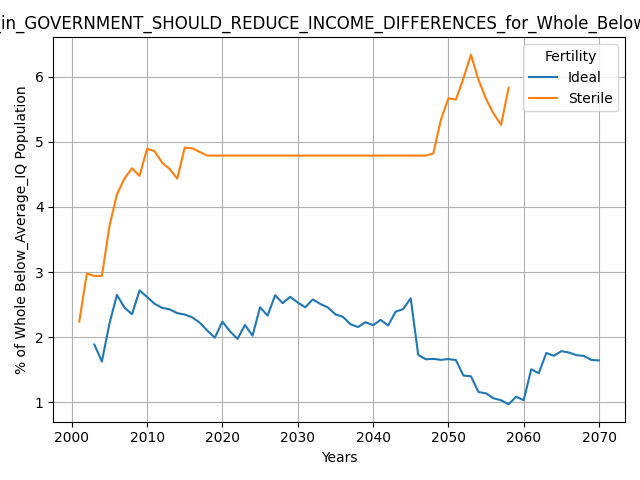 _in_GOVERNMENT_SHOULD_REDUCE_INCOME_DIFFERENCES_for_Whole_Below
% of Whole Below_Average_IQ Population
6
5
4
3
2
1
Fertility
Ideal
Sterile
2000 2010 2020 2030 2040 2050 2060 2070
Years